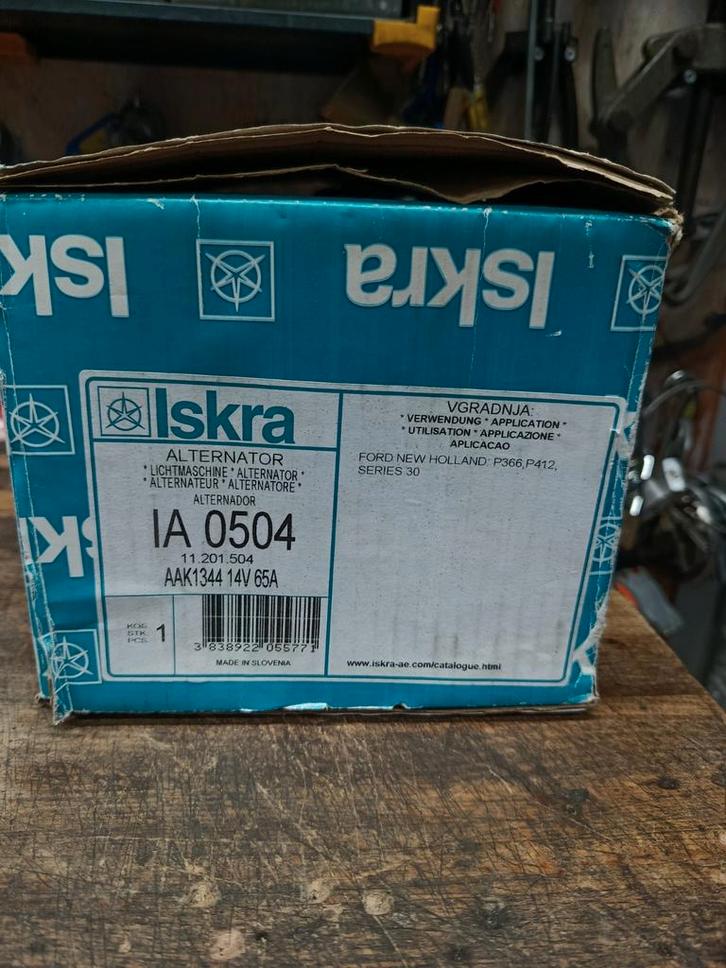 Iskra
Iskra
Iskra
ALTERNATOR
* LICHTMASCHINE * ALTERNATOR *
* ALTERNATEUR * ALTERNATORE *
ALTERNADOR
IA 0504
11.201.504
AAK1344 14V 65A
KOS
STK.
PCS.
1
3 838922 055771
MADE IN SLOVENIA
VGRADNJA:
* VERWENDUNG * APPLICATION *
* UTILISATION * APPLICAZIONE *
APLICACAO
FORD NEW HOLLAND: P366,P412,
SERIES 30
www.iskra-ae.com/catalogue.html